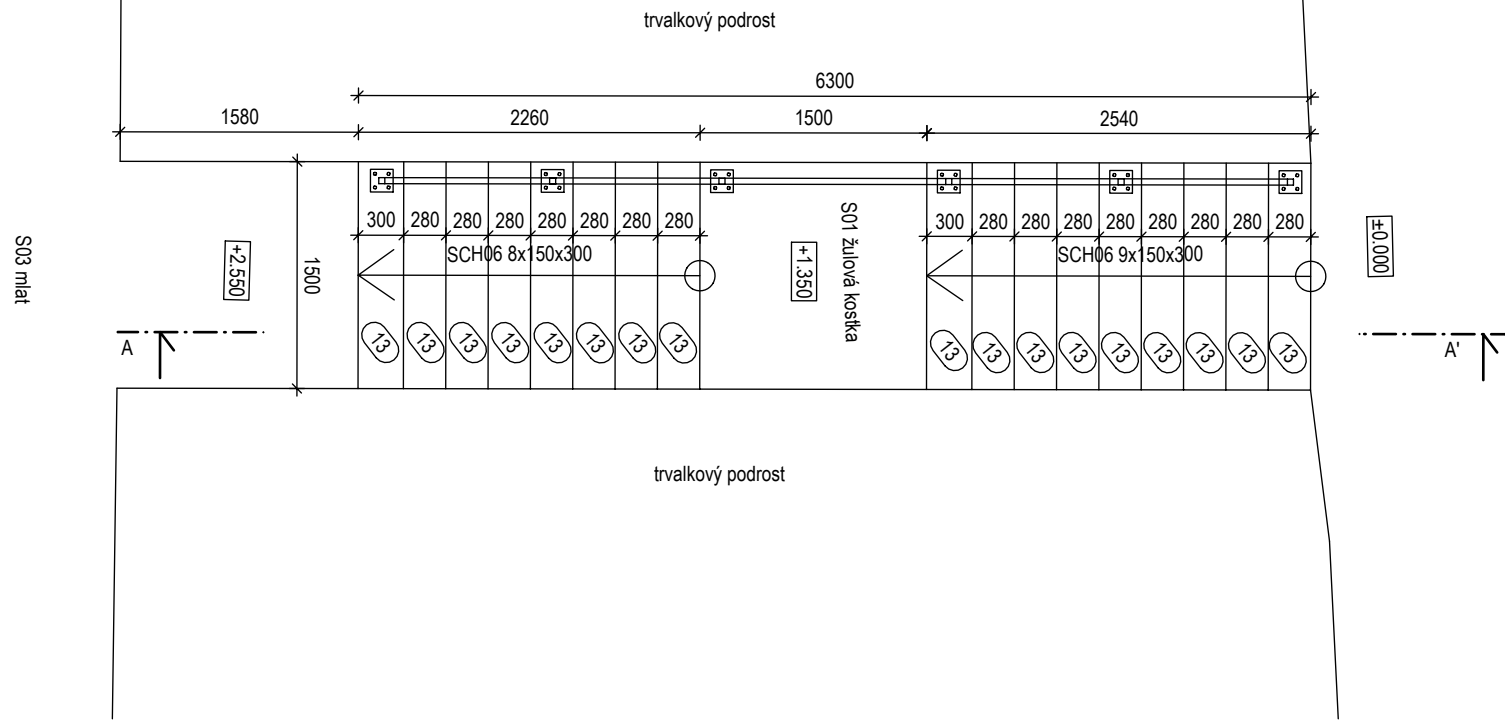 trvalkový podrost
6300
1580
2260
1500
2540
300 280 280 280 280 280 280 280
300 280 280 280 280 280 280 280 280
SCH06 8x150x300
SCH06 9x150x300
S03 mlat
+2.550
1500
+1.350
S01 žulová kostka
±0.000
13 13 13 13 13 13 13 13
13 13 13 13 13 13 13 13 13
A
A'
trvalkový podrost